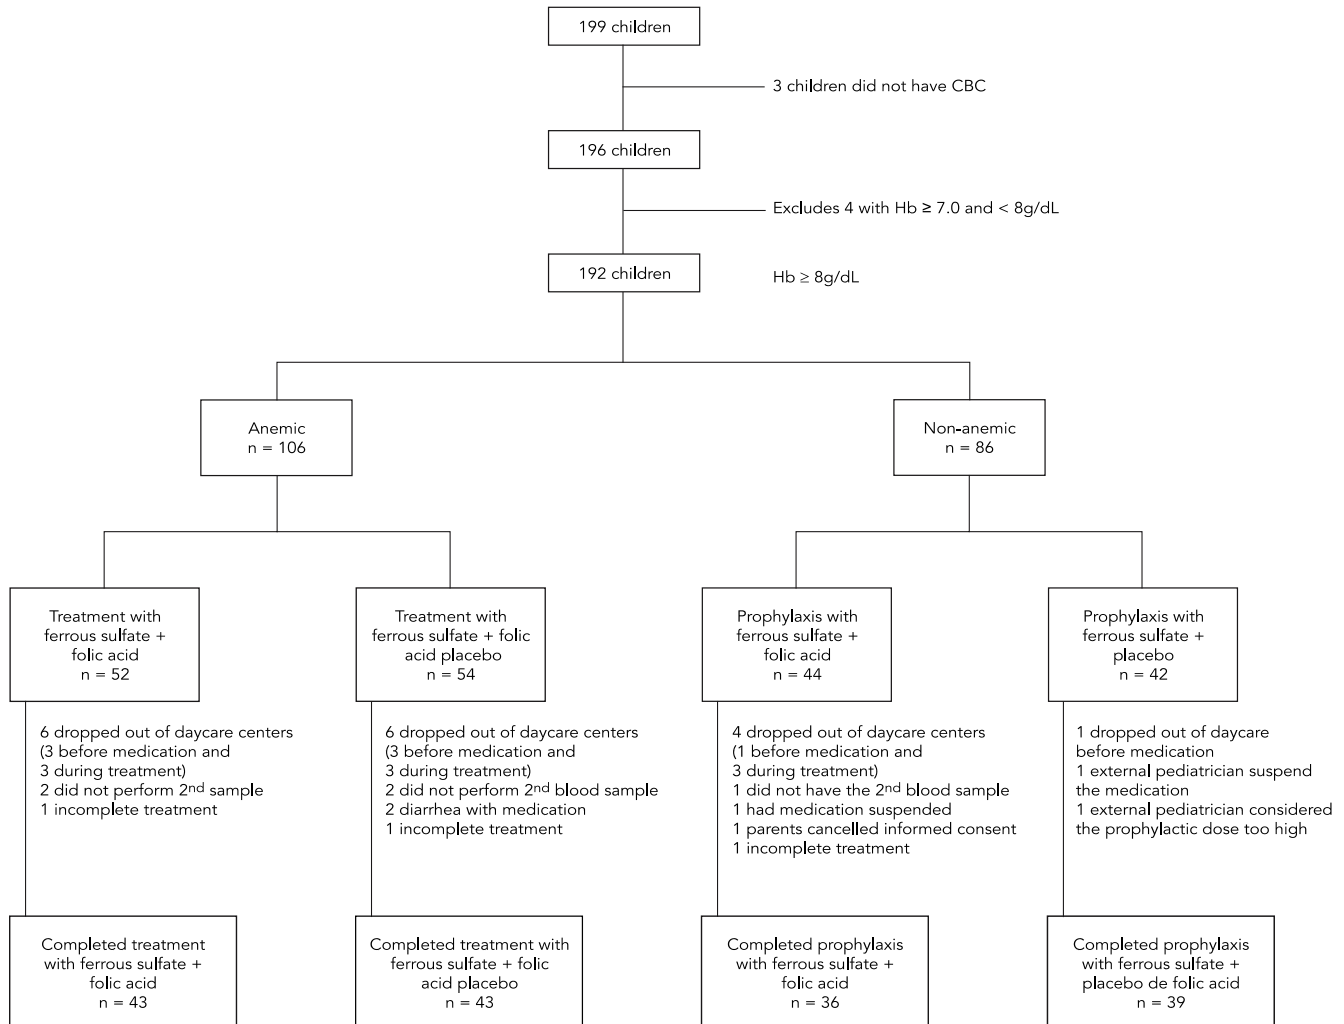 199 children
3 children did not have CBC
196 children
Excludes 4 with Hb ≥ 7.0 and < 8g/dL
192 children
Hb ≥ 8g/dL
Anemic
n = 106
Non-anemic
n = 86
Treatment with
ferrous sulfate +
folic acid
n = 52
Treatment with
ferrous sulfate + folic
acid placebo
n = 54
Prophylaxis with
ferrous sulfate +
folic acid
n = 44
Prophylaxis with
ferrous sulfate +
placebo
n = 42
6 dropped out of daycare centers
(3 before medication and
3 during treatment)
2 did not perform 2nd sample
1 incomplete treatment
6 dropped out of daycare centers
(3 before medication and
3 during treatment)
2 did not perform 2nd blood sample
2 diarrhea with medication
1 incomplete treatment
4 dropped out of daycare centers
(1 before medication and
3 during treatment)
1 did not have the 2nd blood sample
1 had medication suspended
1 parents cancelled informed consent
1 incomplete treatment
1 dropped out of daycare
before medication
1 external pediatrician suspend
the medication
1 external pediatrician considered
the prophylactic dose too high
Completed treatment
with ferrous sulfate +
folic acid
n = 43
Completed treatment with
ferrous sulfate + folic
acid placebo
n = 43
Completed prophylaxis
with ferrous sulfate +
folic acid
n = 36
Completed prophylaxis
with ferrous sulfate +
placebo de folic acid
n = 39